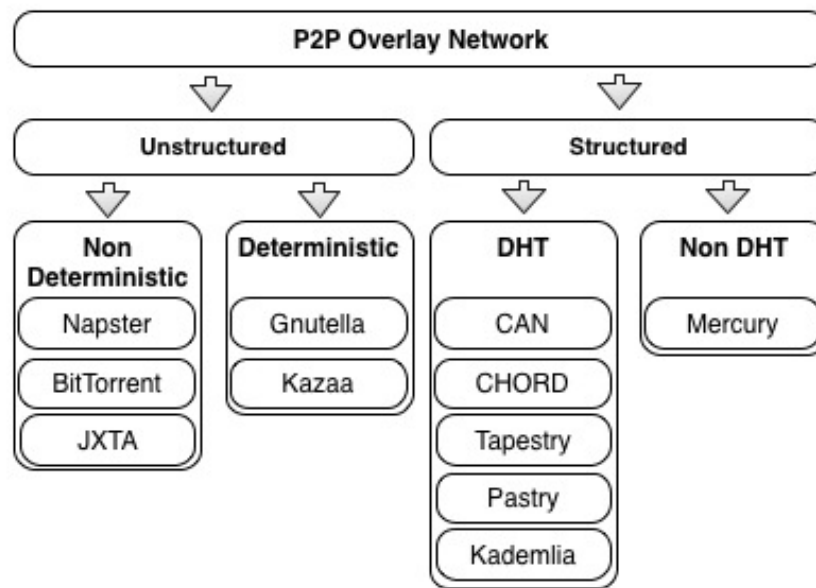 P2P Overlay Network
Unstructured
Structured
Non
Deterministic
Napster
BitTorrent
JXTA
Deterministic
Gnutella
Kazaa
DHT
CAN
CHORD
Tapestry
Pastry
Kademlia
Non DHT
Mercury